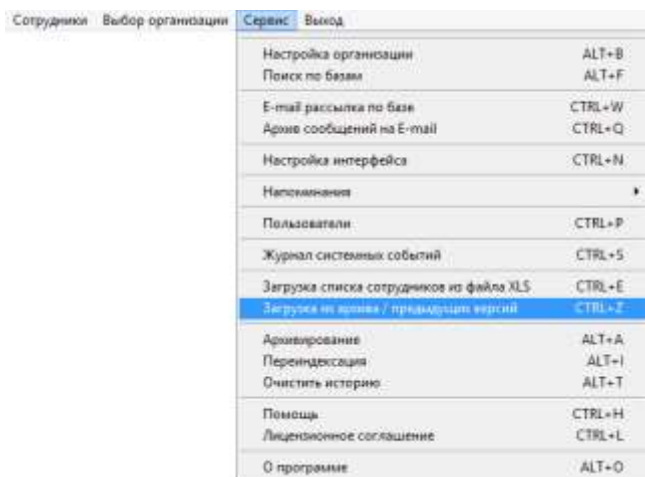 Сотрудники Выбор организации Сервис Выход
Настройка организации ALT+B
Поиск по базам ALT+F
E-mail рассылка по базе CTRL+W
Архив сообщений на E-mail CTRL+Q
Настройка интерфейса CTRL+N
Напоминания
Пользователи CTRL+P
Журнал системных событий CTRL+S
Загрузка списка сотрудников из файла XLS CTRL+E
Загрузка из архива / предыдущих версий CTRL+Z
Архивирование ALT+A
Переиндексация ALT+I
Очистить историю ALT+T
Помощь CTRL+H
Лицензионное соглашение CTRL+L
О программе ALT+O